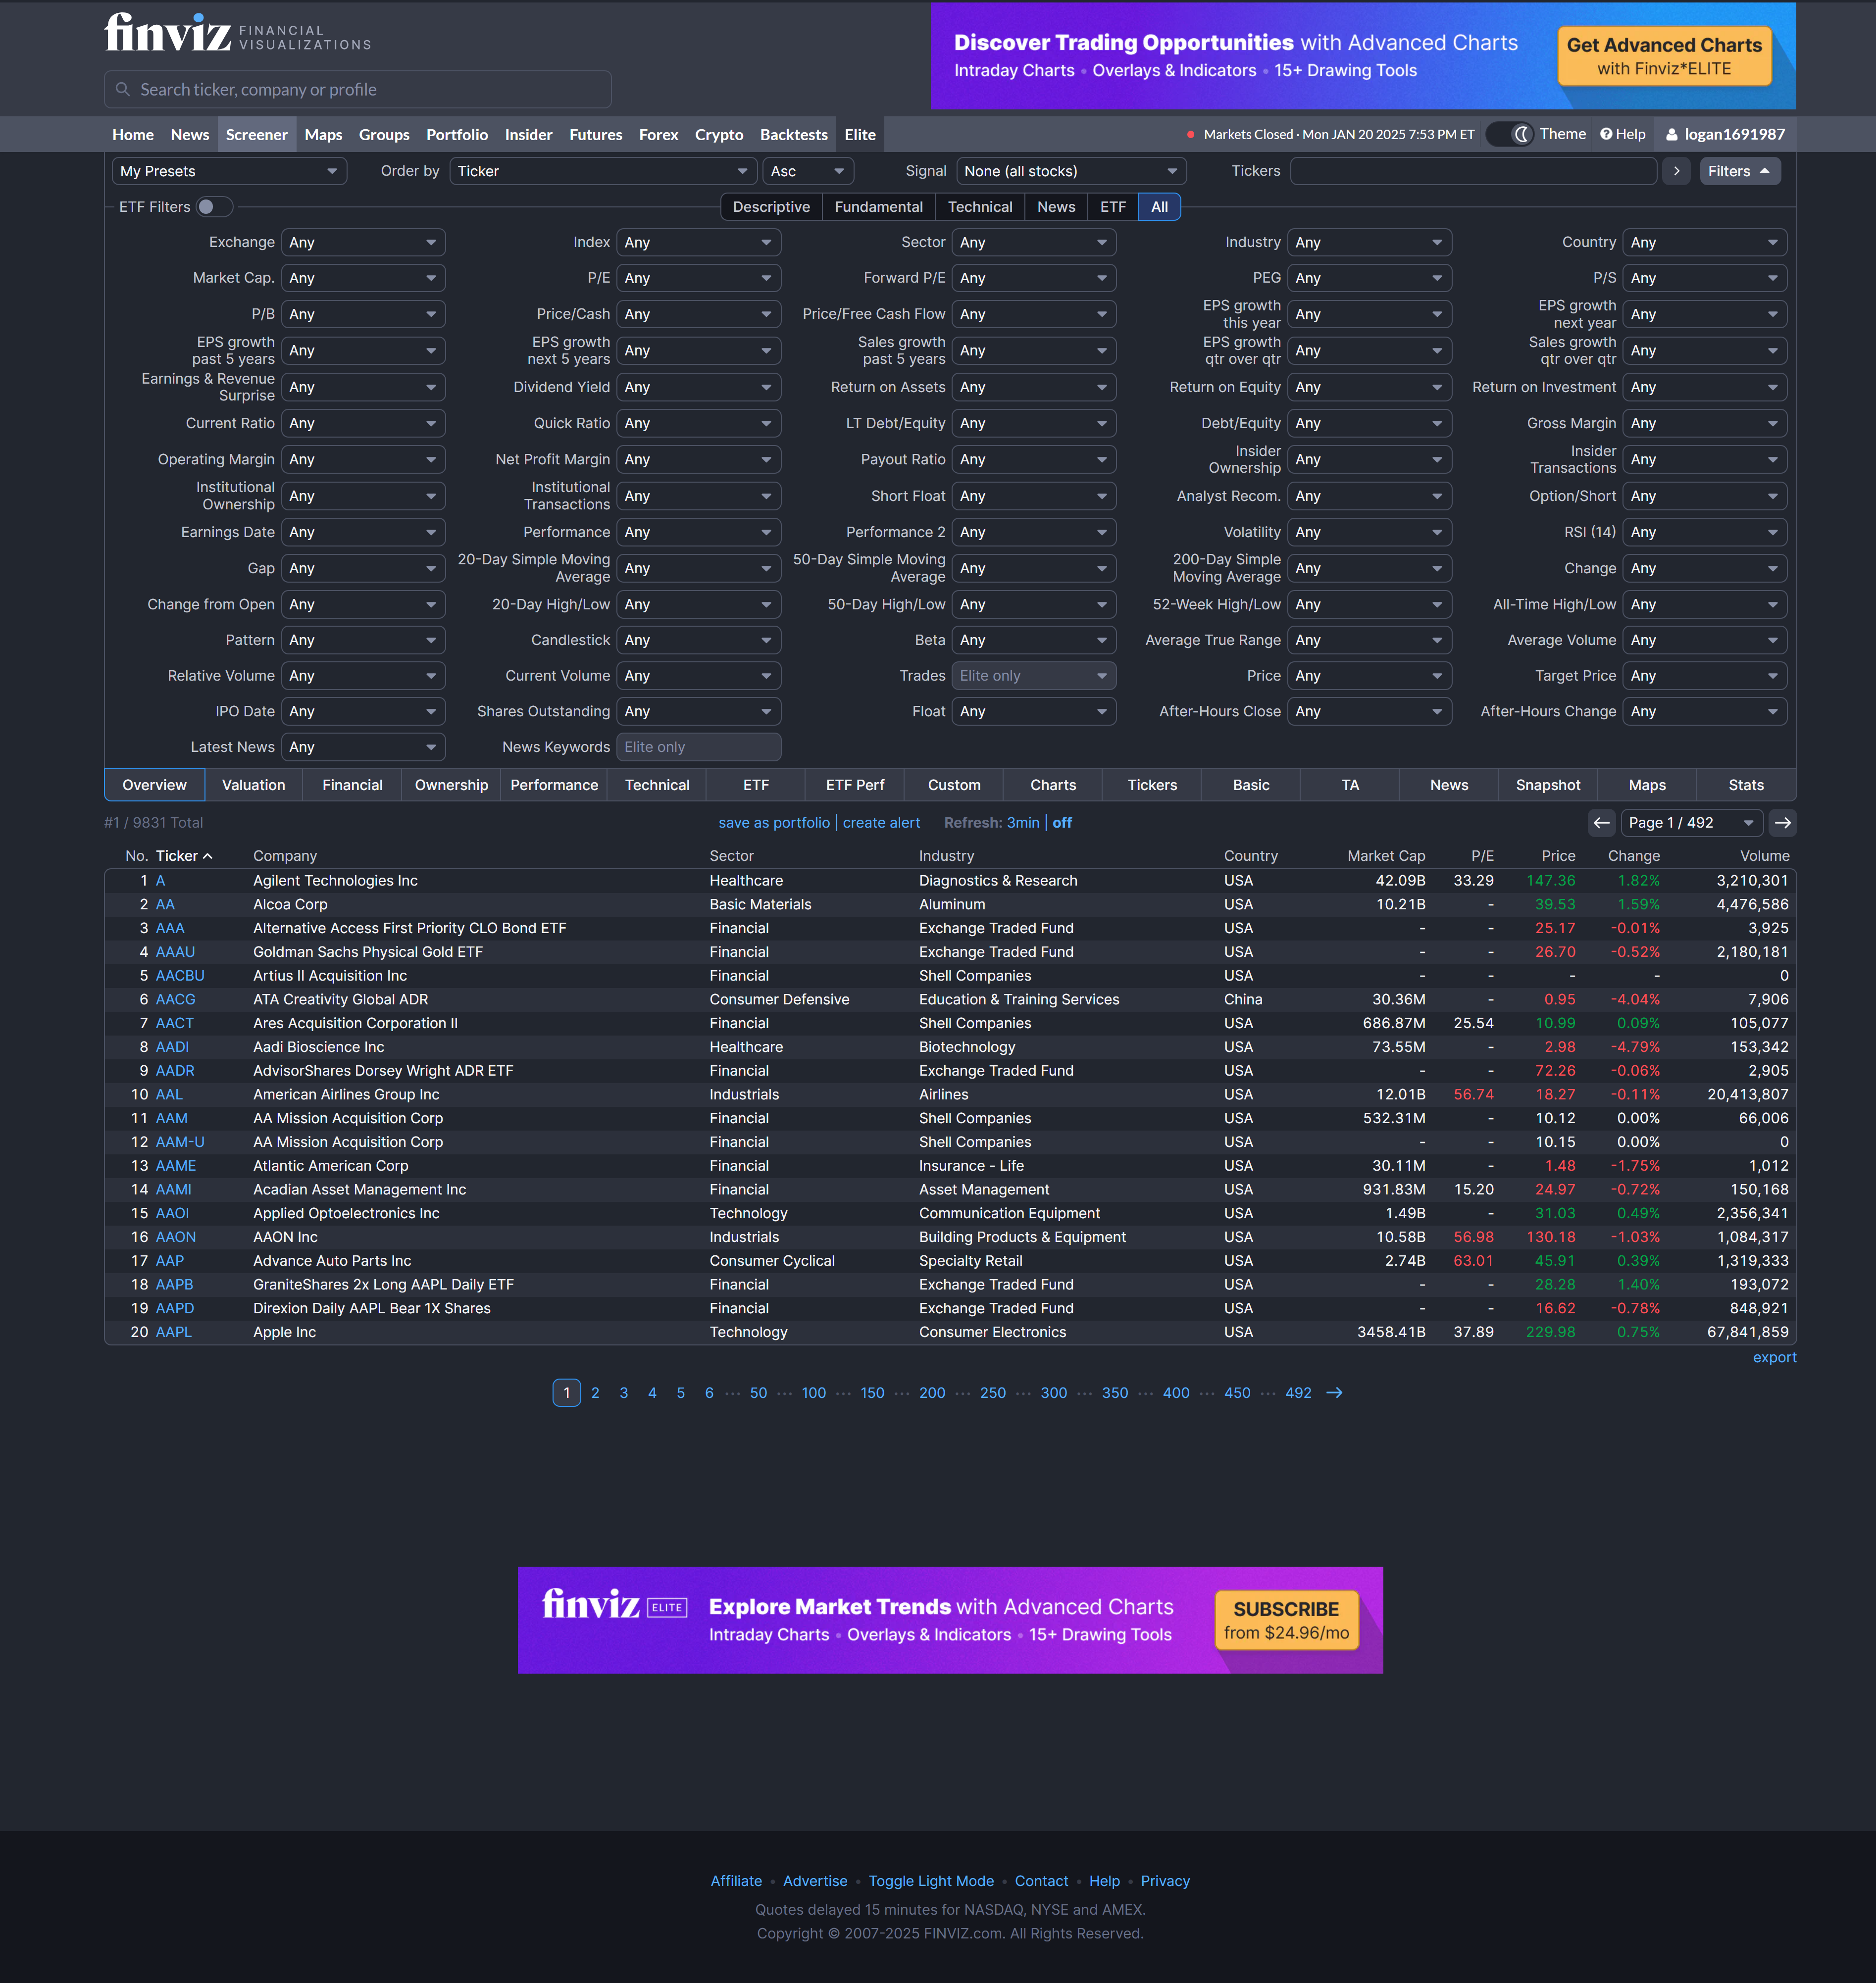 finviz FINANCIAL VISUALIZATIONS
Discover Trading Opportunities with Advanced Charts
Intraday Charts • Overlays & Indicators • 15+ Drawing Tools
Get Advanced Charts
with Finviz*ELITE
Search ticker, company or profile
Home News Screener Maps Groups Portfolio Insider Futures Forex Crypto Backtests Elite Markets Closed · Mon JAN 20 2025 7:53 PM ET Theme Help logan1691987
My Presets Order by Ticker Asc Signal None (all stocks) Tickers > Filters
ETF Filters Descriptive Fundamental Technical News ETF All
Exchange Any Index Any Sector Any Industry Any Country Any
Market Cap. Any P/E Any Forward P/E Any PEG Any P/S Any
P/B Any Price/Cash Any Price/Free Cash Flow Any EPS growth this year Any EPS growth next year Any
EPS growth past 5 years Any EPS growth next 5 years Any Sales growth past 5 years Any EPS growth qtr over qtr Any Sales growth qtr over qtr Any
Earnings & Revenue Surprise Any Dividend Yield Any Return on Assets Any Return on Equity Any Return on Investment Any
Current Ratio Any Quick Ratio Any LT Debt/Equity Any Debt/Equity Any Gross Margin Any
Operating Margin Any Net Profit Margin Any Payout Ratio Any Insider Ownership Any Insider Transactions Any
Institutional Ownership Any Institutional Transactions Any Short Float Any Analyst Recom. Any Option/Short Any
Earnings Date Any Performance Any Performance 2 Any Volatility Any RSI (14) Any
Gap Any 20-Day Simple Moving Average Any 50-Day Simple Moving Average Any 200-Day Simple Moving Average Any Change Any
Change from Open Any 20-Day High/Low Any 50-Day High/Low Any 52-Week High/Low Any All-Time High/Low Any
Pattern Any Candlestick Any Beta Any Average True Range Any Average Volume Any
Relative Volume Any Current Volume Any Trades Elite only Price Any Target Price Any
IPO Date Any Shares Outstanding Any Float Any After-Hours Close Any After-Hours Change Any
Latest News Any News Keywords Elite only
Overview Valuation Financial Ownership Performance Technical ETF ETF Perf Custom Charts Tickers Basic TA News Snapshot Maps Stats
#1 / 9831 Total save as portfolio | create alert Refresh: 3min | off ← Page 1 / 492 →
No. Ticker Company Sector Industry Country Market Cap P/E Price Change Volume
1 A Agilent Technologies Inc Healthcare Diagnostics & Research USA 42.09B 33.29 147.36 1.82% 3,210,301
2 AA Alcoa Corp Basic Materials Aluminum USA 10.21B - 39.53 1.59% 4,476,586
3 AAA Alternative Access First Priority CLO Bond ETF Financial Exchange Traded Fund USA - - 25.17 -0.01% 3,925
4 AAAU Goldman Sachs Physical Gold ETF Financial Exchange Traded Fund USA - - 26.70 -0.52% 2,180,181
5 AACBU Artius II Acquisition Inc Financial Shell Companies USA - - - - 0
6 AACG ATA Creativity Global ADR Consumer Defensive Education & Training Services China 30.36M - 0.95 -4.04% 7,906
7 AACT Ares Acquisition Corporation II Financial Shell Companies USA 686.87M 25.54 10.99 0.09% 105,077
8 AADI Aadi Bioscience Inc Healthcare Biotechnology USA 73.55M - 2.98 -4.79% 153,342
9 AADR AdvisorShares Dorsey Wright ADR ETF Financial Exchange Traded Fund USA - - 72.26 -0.06% 2,905
10 AAL American Airlines Group Inc Industrials Airlines USA 12.01B 56.74 18.27 -0.11% 20,413,807
11 AAM AA Mission Acquisition Corp Financial Shell Companies USA 532.31M - 10.12 0.00% 66,006
12 AAM-U AA Mission Acquisition Corp Financial Shell Companies USA - - 10.15 0.00% 0
13 AAME Atlantic American Corp Financial Insurance - Life USA 30.11M - 1.48 -1.75% 1,012
14 AAMI Acadian Asset Management Inc Financial Asset Management USA 931.83M 15.20 24.97 -0.72% 150,168
15 AAOI Applied Optoelectronics Inc Technology Communication Equipment USA 1.49B - 31.03 0.49% 2,356,341
16 AAON AAON Inc Industrials Building Products & Equipment USA 10.58B 56.98 130.18 -1.03% 1,084,317
17 AAP Advance Auto Parts Inc Consumer Cyclical Specialty Retail USA 2.74B 63.01 45.91 0.39% 1,319,333
18 AAPB GraniteShares 2x Long AAPL Daily ETF Financial Exchange Traded Fund USA - - 28.28 1.40% 193,072
19 AAPD Direxion Daily AAPL Bear 1X Shares Financial Exchange Traded Fund USA - - 16.62 -0.78% 848,921
20 AAPL Apple Inc Technology Consumer Electronics USA 3458.41B 37.89 229.98 0.75% 67,841,859
export
1 2 3 4 5 6 ··· 50 ··· 100 ··· 150 ··· 200 ··· 250 ··· 300 ··· 350 ··· 400 ··· 450 ··· 492 →
finviz ELITE
Explore Market Trends with Advanced Charts
Intraday Charts • Overlays & Indicators • 15+ Drawing Tools
SUBSCRIBE
from $24.96/mo
Affiliate • Advertise • Toggle Light Mode • Contact • Help • Privacy
Quotes delayed 15 minutes for NASDAQ, NYSE and AMEX.
Copyright © 2007-2025 FINVIZ.com. All Rights Reserved.